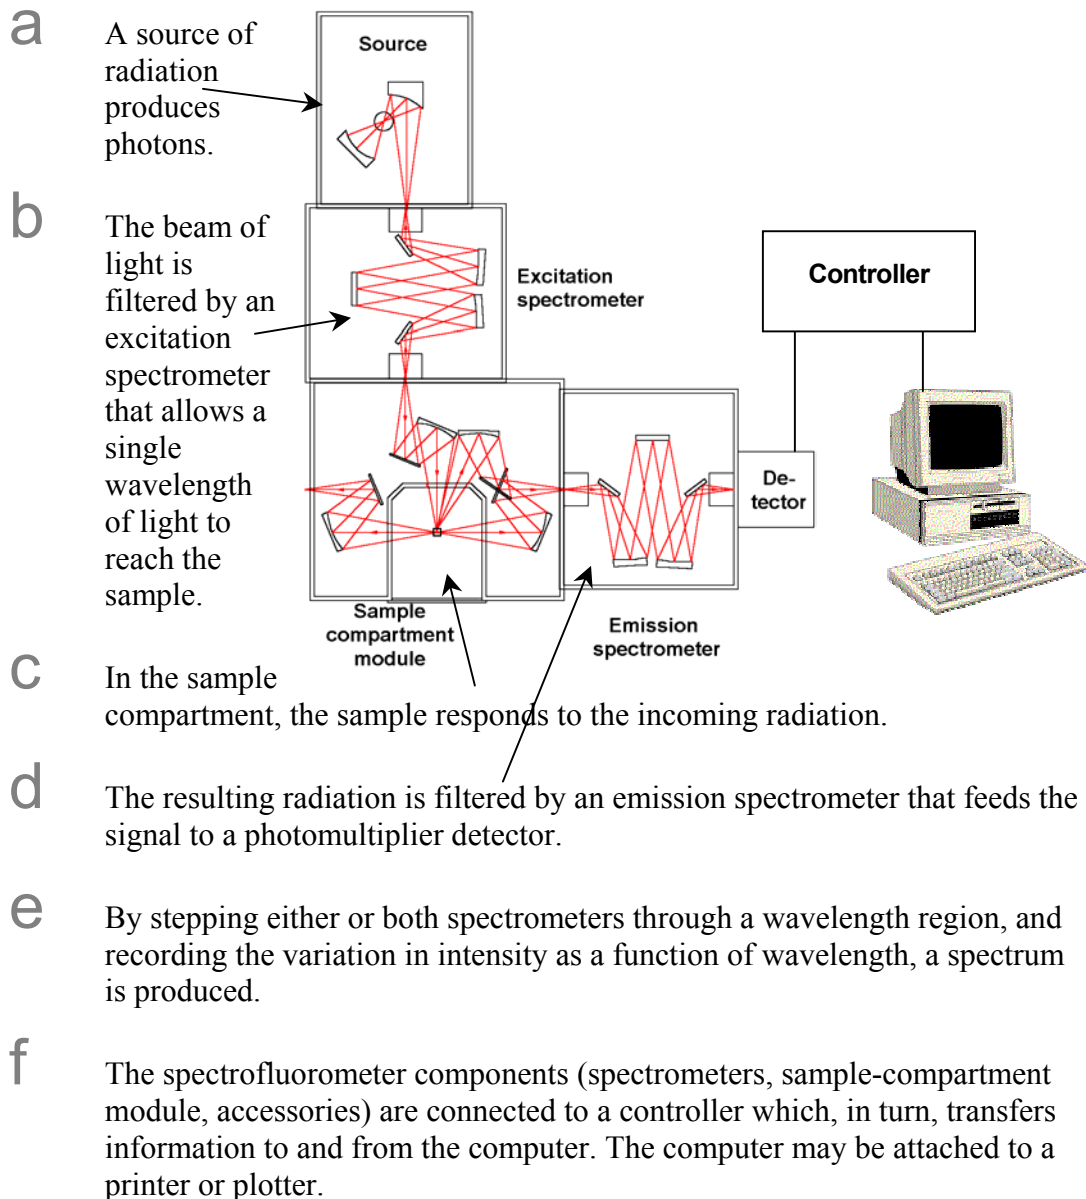 a
A source of
radiation
produces
photons.
Source
b
The beam of
light is
filtered by an
excitation
spectrometer
that allows a
single
wavelength
of light to
reach the
sample.
Excitation
spectrometer
Controller
De-
tector
Sample
compartment
module
Emission
spectrometer
c
In the sample
compartment, the sample responds to the incoming radiation.
d
The resulting radiation is filtered by an emission spectrometer that feeds the
signal to a photomultiplier detector.
e
By stepping either or both spectrometers through a wavelength region, and
recording the variation in intensity as a function of wavelength, a spectrum
is produced.
f
The spectrofluorometer components (spectrometers, sample-compartment
module, accessories) are connected to a controller which, in turn, transfers
information to and from the computer. The computer may be attached to a
printer or plotter.